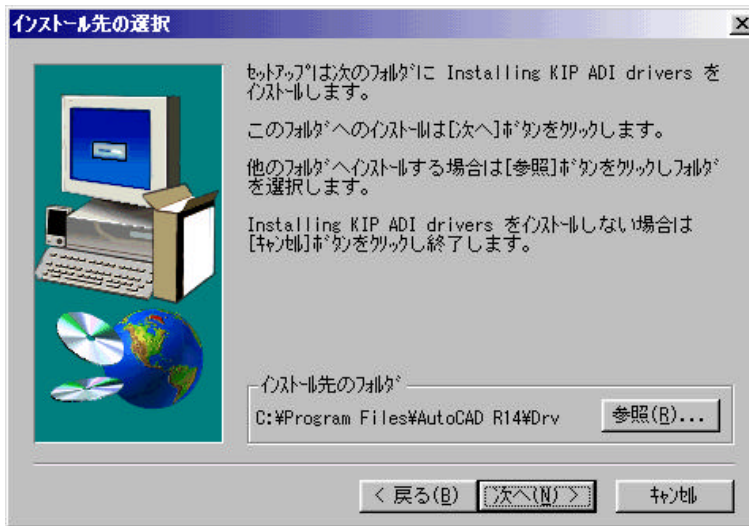 インストール先の選択
ｾｯﾄｱｯﾌﾟは次のﾌｫﾙﾀﾞに Installing KIP ADI drivers を
ｲﾝｽﾄｰﾙします。
このﾌｫﾙﾀﾞへのｲﾝｽﾄｰﾙは[次へ]ﾎﾞﾀﾝをｸﾘｯｸします。
他のﾌｫﾙﾀﾞへｲﾝｽﾄｰﾙする場合は[参照]ﾎﾞﾀﾝをｸﾘｯｸしﾌｫﾙﾀﾞ
を選択します。
Installing KIP ADI drivers をｲﾝｽﾄｰﾙしない場合は
[ｷｬﾝｾﾙ]ﾎﾞﾀﾝをｸﾘｯｸし終了します。
ｲﾝｽﾄｰﾙ先のﾌｫﾙﾀﾞ
C:¥Program Files¥AutoCAD R14¥Drv
参照(R)...
< 戻る(B)
次へ(N) >
ｷｬﾝｾﾙ